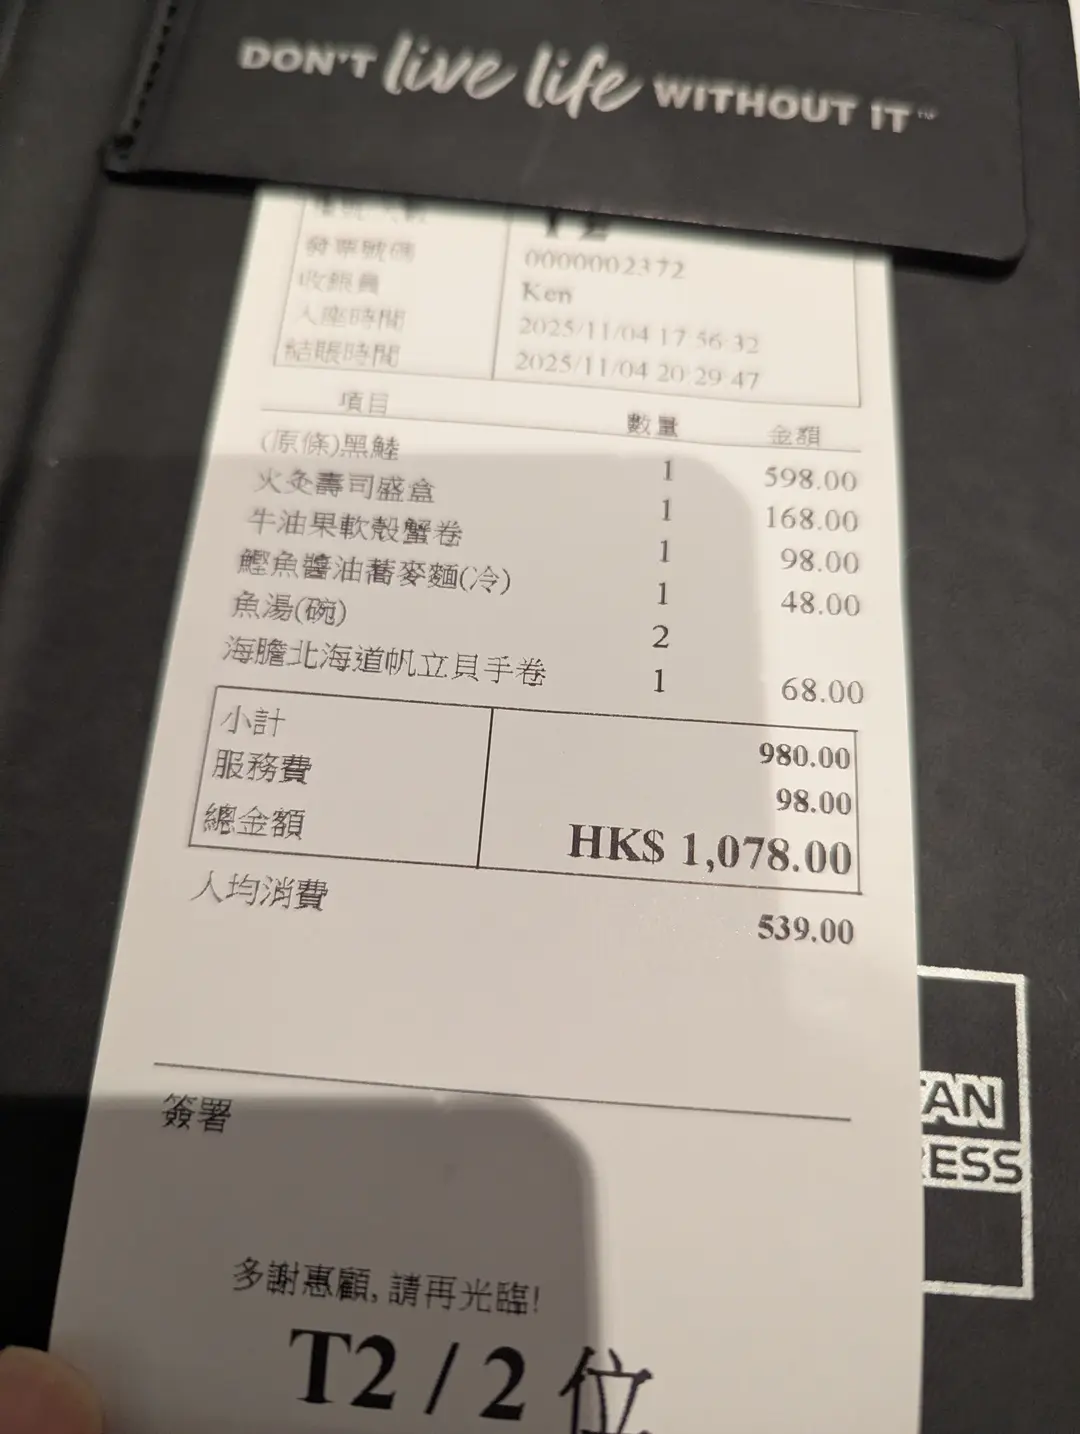 DON'T live life WITHOUT IT™
T2
發票號碼 0000002372
收銀員 Ken
入座時間 2025/11/04 17:56:32
結賬時間 2025/11/04 20:29:47
項目 數量 金額
(原條)黑鯥 1 598.00
火灸壽司盛盒 1 168.00
牛油果軟殼蟹卷 1 98.00
鰹魚醬油蕎麥麵(冷) 1 48.00
魚湯(碗) 2
海膽北海道帆立貝手卷 1 68.00
小計 980.00
服務費 98.00
總金額 HK$ 1,078.00
人均消費 539.00
AN
ESS
簽署
多謝惠顧, 請再光臨!
T2 / 2 位